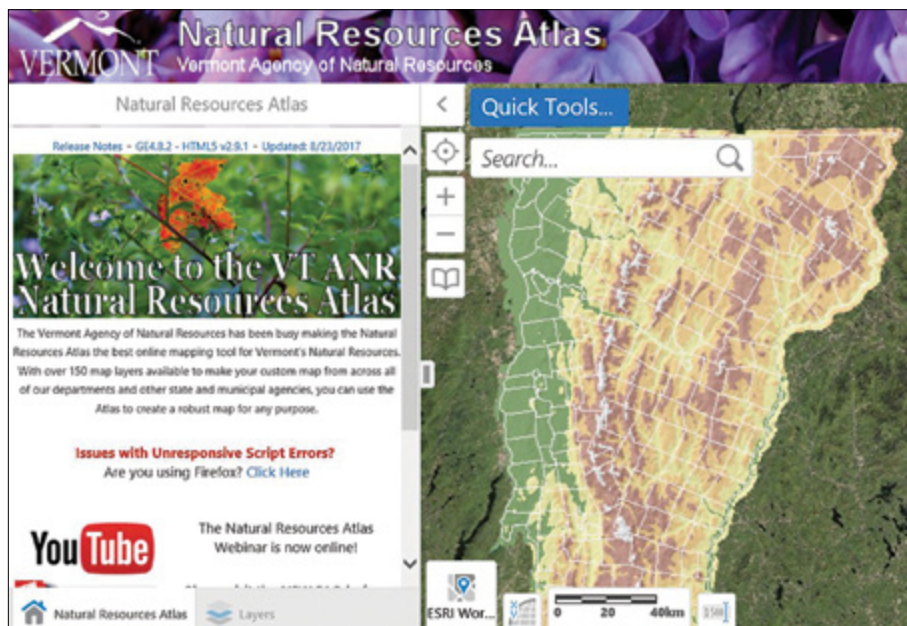 VERMONT
Natural Resources Atlas
Vermont Agency of Natural Resources
Natural Resources Atlas
Release Notes - GE4.8.2 - HTML5 v2.9.1 - Updated: 8/23/2017
Welcome to the VT ANR
Natural Resources Atlas
The Vermont Agency of Natural Resources has been busy making the Natural
Resources Atlas the best online mapping tool for Vermont's Natural Resources.
With over 150 map layers available to make your custom map from across all
of our departments and other state and municipal agencies, you can use the
Atlas to create a robust map for any purpose.
Issues with Unresponsive Script Errors?
Are you using Firefox? Click Here
YouTube
The Natural Resources Atlas
Webinar is now online!
Natural Resources Atlas
Layers
Quick Tools...
Search...
ESRI Wor...
0 20 40km